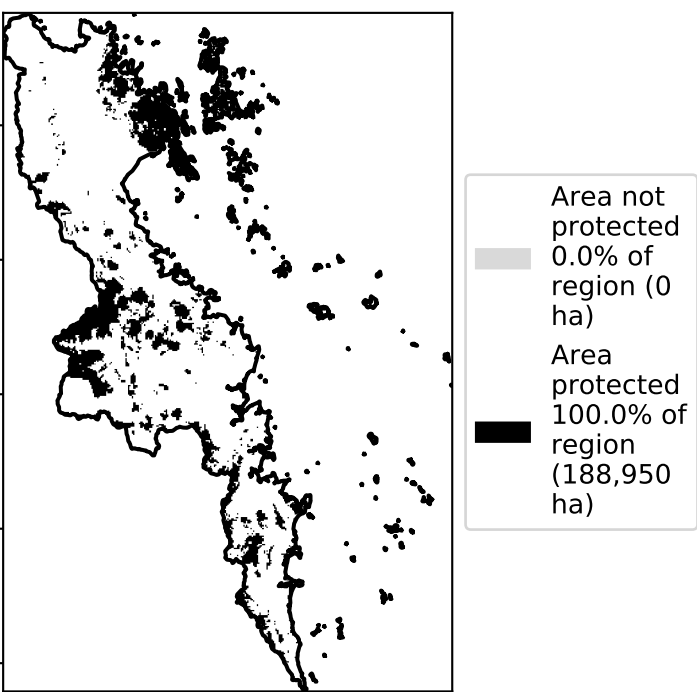 Area not
protected
0.0% of
region (0
ha)
Area
protected
100.0% of
region
(188,950
ha)